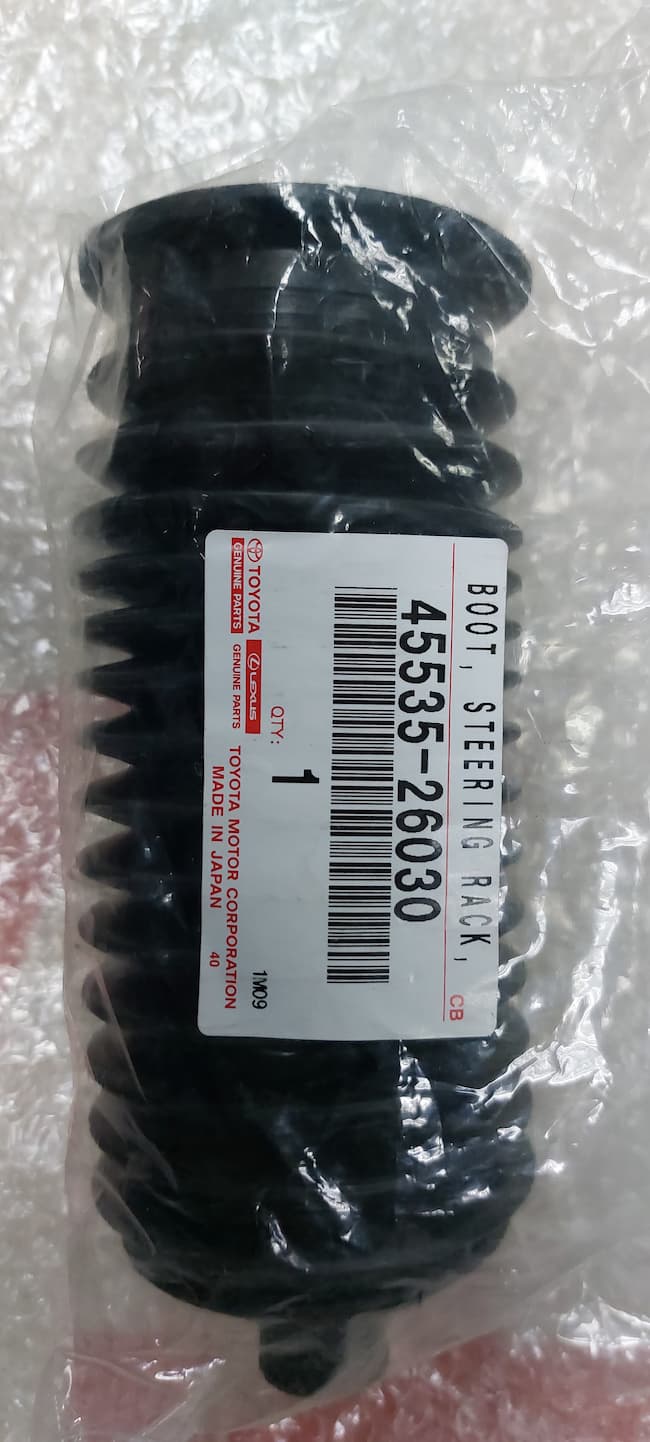 BOOT, STEERING RACK,
CB
45535-26030
QTY:
1
1M09
TOYOTA
GENUINE PARTS
LEXUS
GENUINE PARTS
TOYOTA MOTOR CORPORATION
MADE IN JAPAN
40